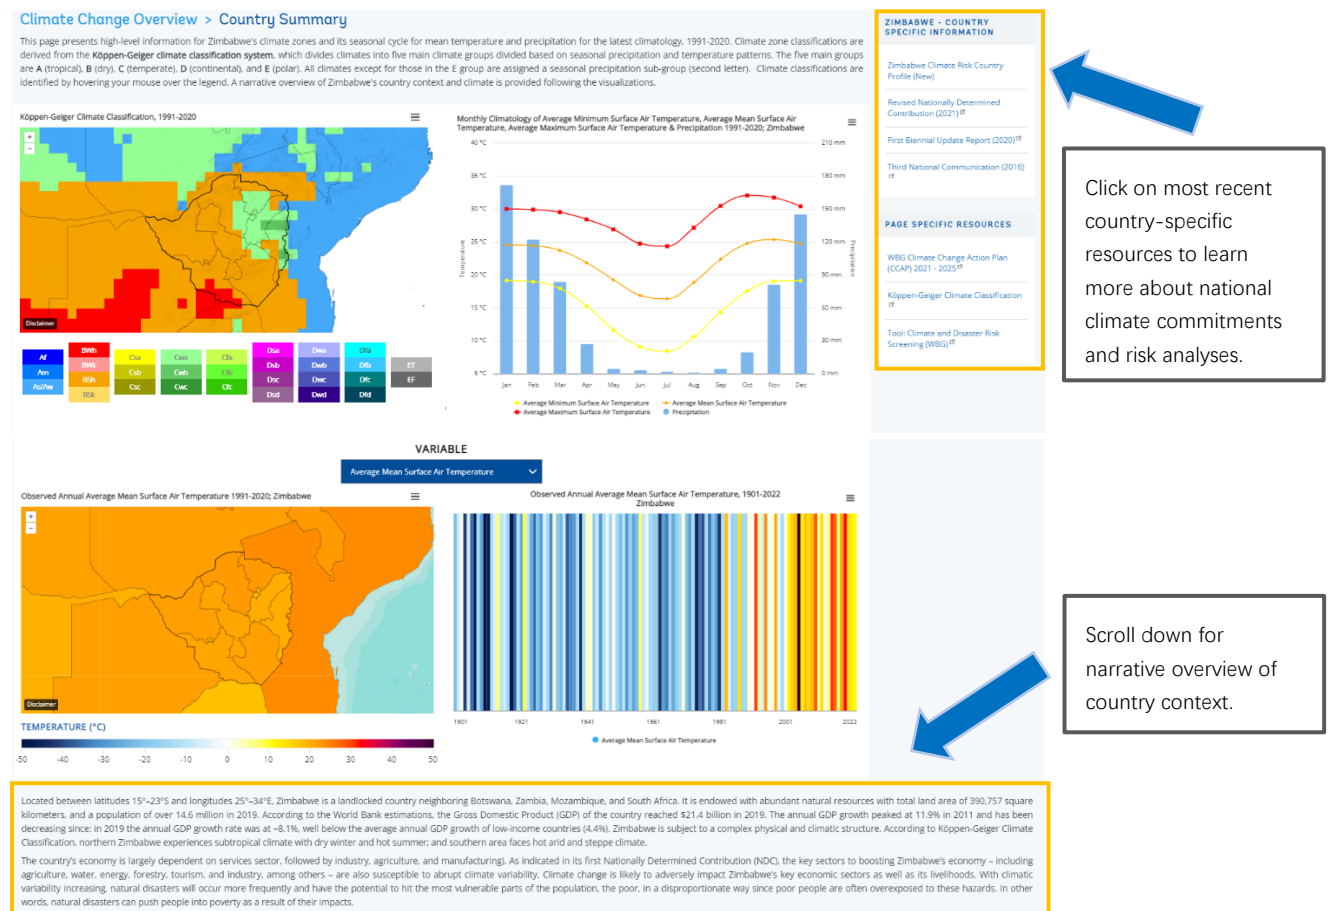 Climate Change Overview > Country Summary
This page presents high-level information for Zimbabwe's climate zones and its seasonal cycle for mean temperature and precipitation for the latest climatology, 1991-2020. Climate zone classifications are
derived from the Köppen-Geiger climate classification system, which divides climates into five main climate groups divided based on seasonal precipitation and temperature patterns. The five main groups
are A (tropical), B (dry), C (temperate), D (continental), and E (polar). All climates except for those in the E group are assigned a seasonal precipitation sub-group (second letter). Climate classifications are
identified by hovering your mouse over the legend. A narrative overview of Zimbabwe's country context and climate is provided following the visualizations.
Köppen-Geiger Climate Classification, 1991-2020
+
-
Disclaimer
Af
Am
As/Aw
BWh
BWk
BSh
BSk
Csa
Csb
Csc
Cwa
Cwb
Cwc
Cfa
Cfb
Cfc
Dsa
Dsb
Dsc
Dsd
Dwa
Dwb
Dwc
Dwd
Dfa
Dfb
Dfc
Dfd
ET
EF
Monthly Climatology of Average Minimum Surface Air Temperature, Average Mean Surface Air
Temperature, Average Maximum Surface Air Temperature & Precipitation 1991-2020; Zimbabwe
40 °C
35 °C
30 °C
25 °C
20 °C
15 °C
10 °C
5 °C
Temperature
210 mm
180 mm
150 mm
120 mm
90 mm
60 mm
30 mm
0 mm
Precipitation
Jan Feb Mar Apr May Jun Jul Aug Sep Oct Nov Dec
Average Minimum Surface Air Temperature Average Mean Surface Air Temperature
Average Maximum Surface Air Temperature Precipitation
ZIMBABWE - COUNTRY
SPECIFIC INFORMATION
Zimbabwe Climate Risk Country
Profile (New)
Revised Nationally Determined
Contribution (2021)
First Biennial Update Report (2020)
Third National Communication (2016)
PAGE SPECIFIC RESOURCES
WBG Climate Change Action Plan
(CCAP) 2021 - 2025
Köppen-Geiger Climate Classification
Tool: Climate and Disaster Risk
Screening (WBG)
Click on most recent
country-specific
resources to learn
more about national
climate commitments
and risk analyses.
VARIABLE
Average Mean Surface Air Temperature
Observed Annual Average Mean Surface Air Temperature 1991-2020; Zimbabwe
+
-
Disclaimer
TEMPERATURE (°C)
-50 -40 -30 -20 -10 0 10 20 30 40 50
Observed Annual Average Mean Surface Air Temperature, 1901-2022
Zimbabwe
1901 1921 1941 1961 1981 2001 2022
Average Mean Surface Air Temperature
Scroll down for
narrative overview of
country context.
Located between latitudes 15°–23°S and longitudes 25°–34°E, Zimbabwe is a landlocked country neighboring Botswana, Zambia, Mozambique, and South Africa. It is endowed with abundant natural resources with total land area of 390,757 square
kilometers, and a population of over 14.6 million in 2019. According to the World Bank estimations, the Gross Domestic Product (GDP) of the country reached $21.4 billion in 2019. The annual GDP growth peaked at 11.9% in 2011 and has been
decreasing since: in 2019 the annual GDP growth rate was at –8.1%, well below the average annual GDP growth of low-income countries (4.4%). Zimbabwe is subject to a complex physical and climatic structure. According to Köppen-Geiger Climate
Classification, northern Zimbabwe experiences subtropical climate with dry winter and hot summer; and southern area faces hot arid and steppe climate.
The country's economy is largely dependent on services sector, followed by industry, agriculture, and manufacturing). As indicated in its first Nationally Determined Contribution (NDC), the key sectors to boosting Zimbabwe's economy – including
agriculture, water, energy, forestry, tourism, and industry, among others – are also susceptible to abrupt climate variability. Climate change is likely to adversely impact Zimbabwe's key economic sectors as well as its livelihoods. With climatic
variability increasing, natural disasters will occur more frequently and have the potential to hit the most vulnerable parts of the population, the poor, in a disproportionate way since poor people are often overexposed to these hazards. In other
words, natural disasters can push people into poverty as a result of their impacts.